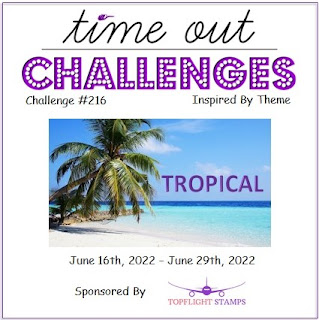 time out
CHALLENGES
Challenge #216 Inspired By Theme
TROPICAL
June 16th, 2022 - June 29th, 2022
Sponsored By
TOPFLIGHT STAMPS